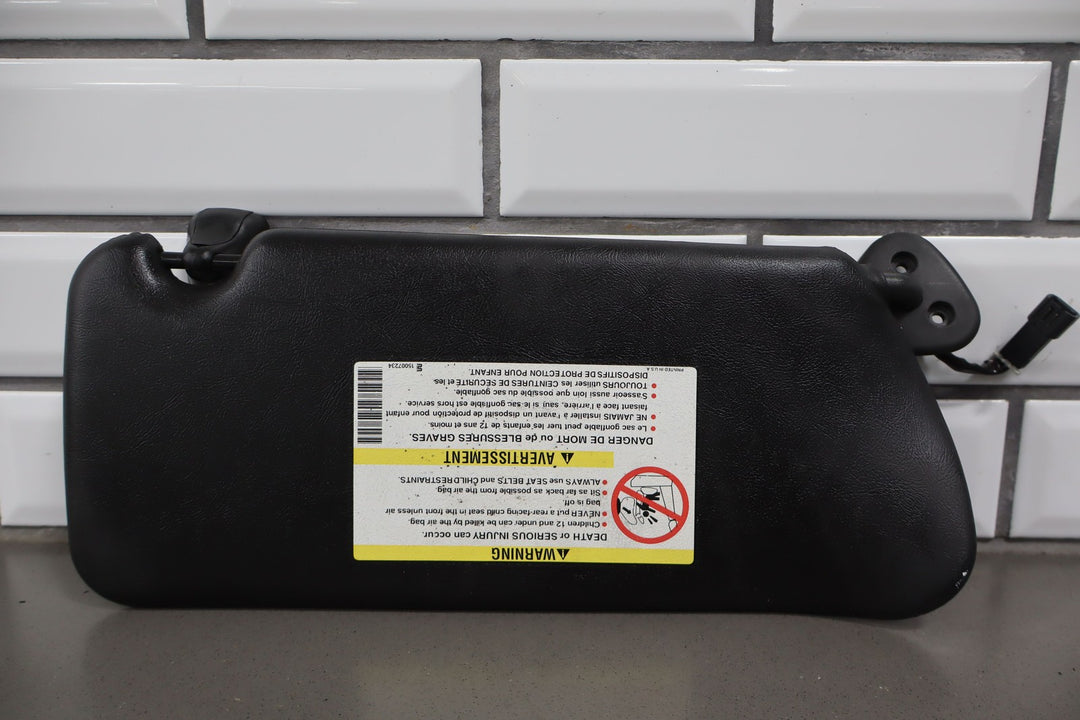 ⚠WARNING
DEATH or SERIOUS INJURY can occur.
• Children 12 and under can be killed by the air bag.
• NEVER put a rear-facing child seat in the front unless air
bag is off.
• Sit as far back as possible from the air bag.
• ALWAYS use SEAT BELTS and CHILD RESTRAINTS.
⚠ AVERTISSEMENT
DANGER DE MORT ou de BLESSURES GRAVES.
• Le sac gonflable peut tuer les enfants de 12 ans et moins.
• NE JAMAIS installer à l'avant un dispositif de protection pour enfant
faisant face à l'arrière, sauf si le sac gonflable est hors service.
• S'asseoir aussi loin que possible du sac gonflable.
• TOUJOURS utiliser les CENTURES DE SÉCURITÉ et les
DISPOSITIFS DE PROTECTION POUR ENFANT.
PRINTED IN U.S.A.
15007234